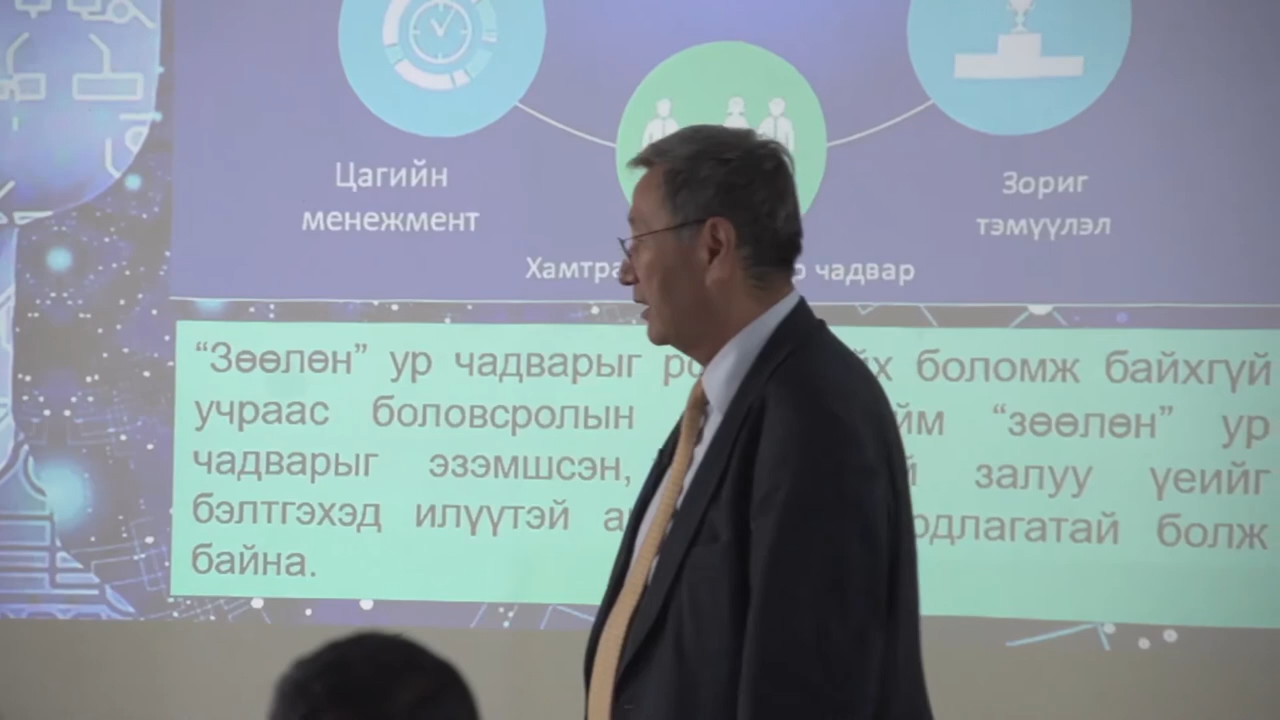 Цагийн
менежмент
Зориг
тэмүүлэл
чадвар
“Зөөлөн” ур чадварыг боломж байхгүй
учраас боловсролын “зөөлөн” ур
чадварыг эзэмшсэн, залуу үеийг
бэлтгэхэд илүүтэй болж
байна.